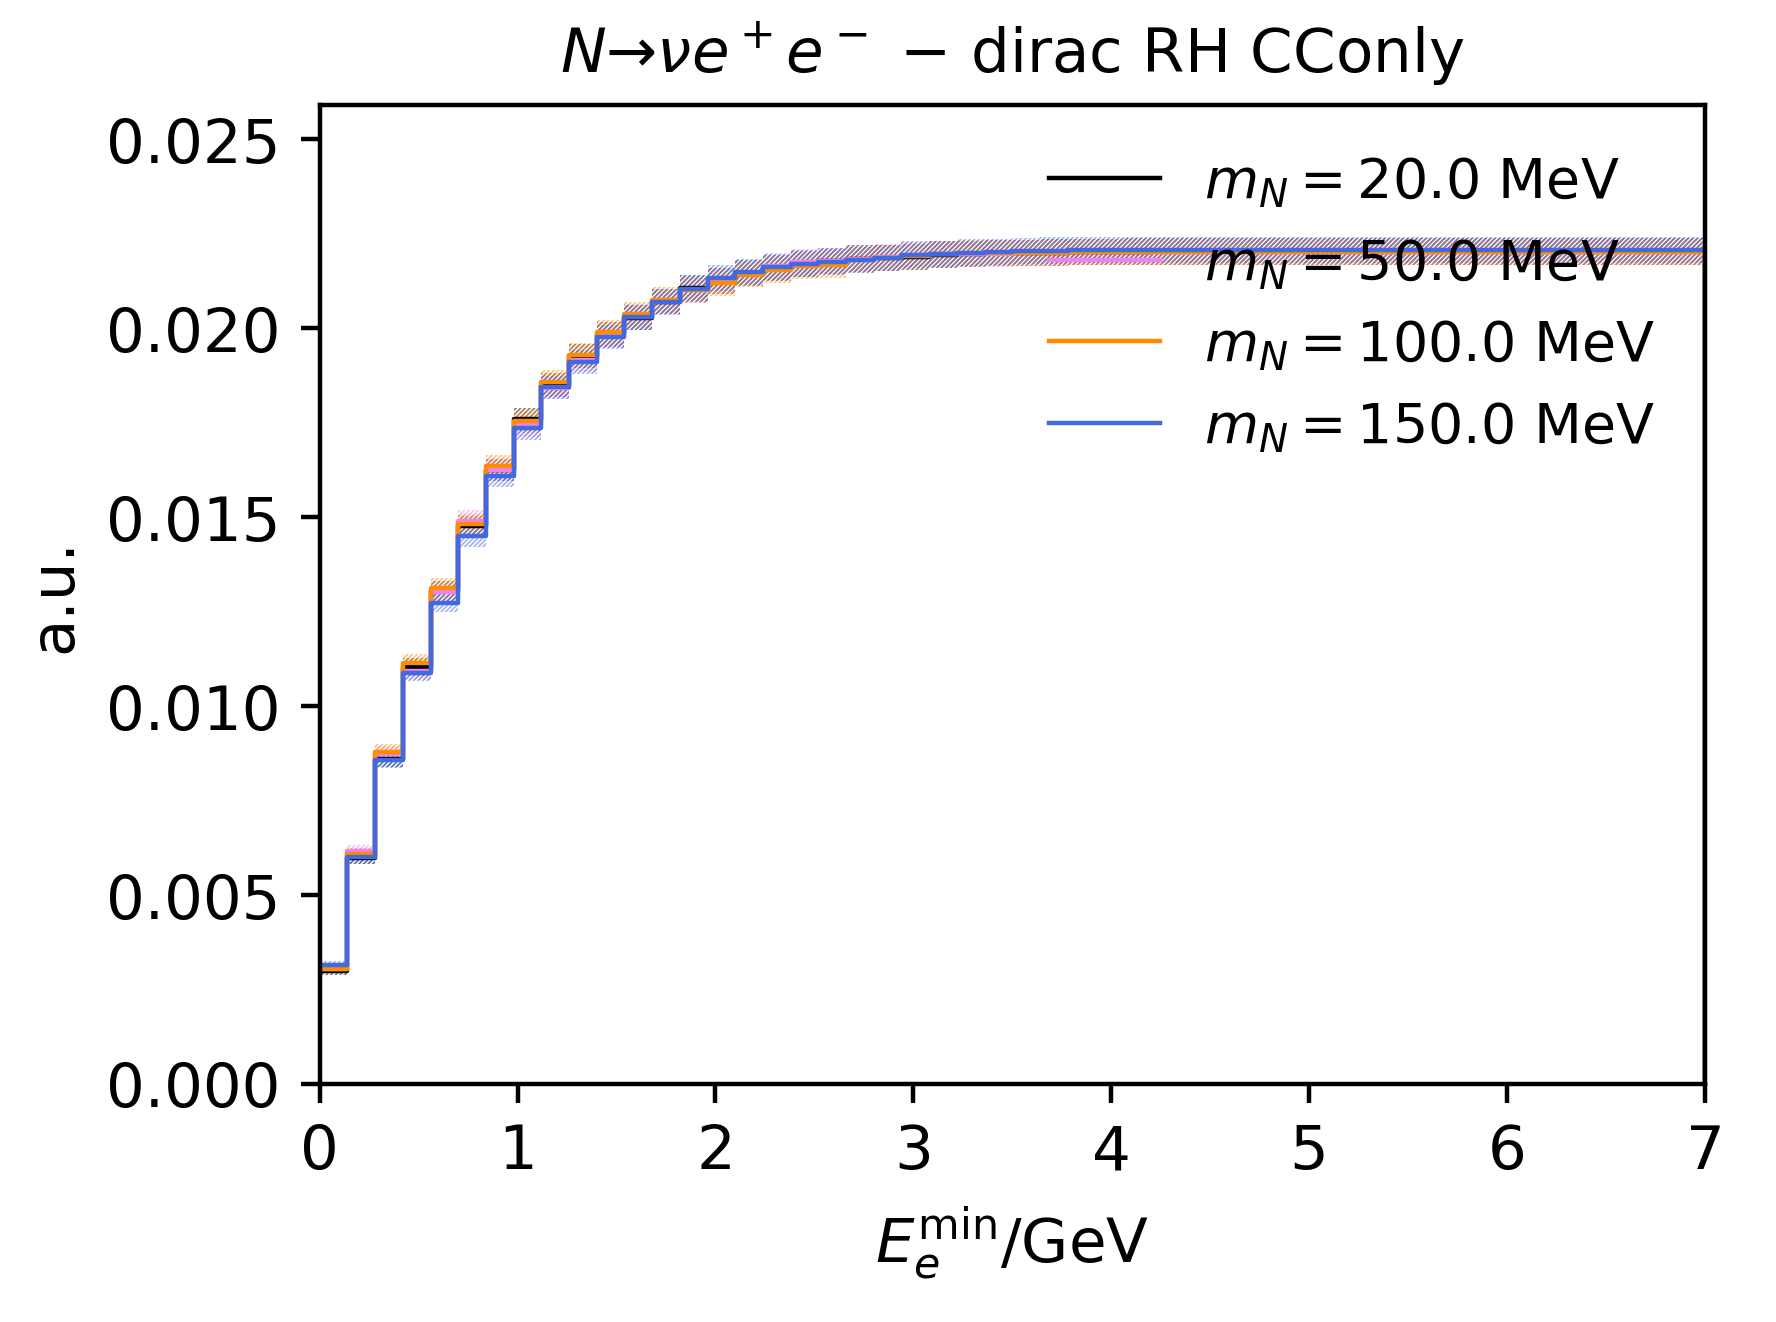 N→νe⁺e⁻ − dirac RH CConly
0.025
0.020
0.015
0.010
0.005
0.000
a.u.
m_N = 20.0 MeV
m_N = 50.0 MeV
m_N = 100.0 MeV
m_N = 150.0 MeV
0 1 2 3 4 5 6 7
E_e^min/GeV